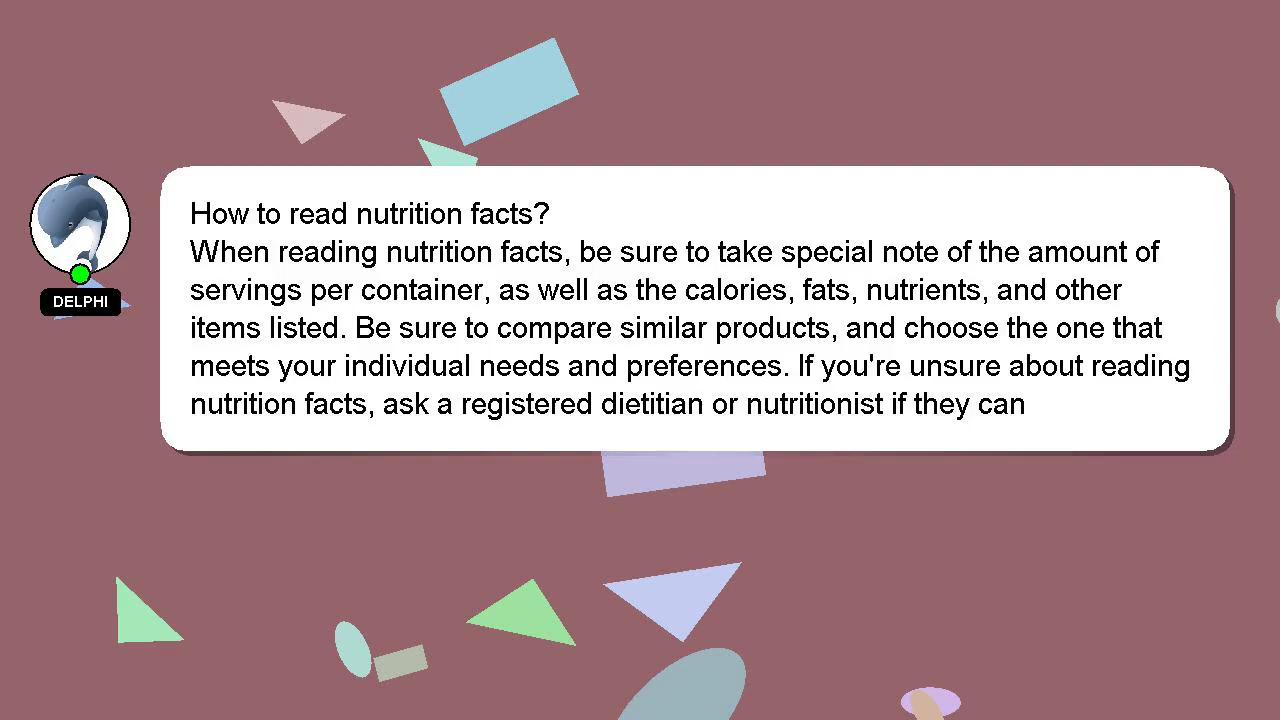 How to read nutrition facts?
When reading nutrition facts, be sure to take special note of the amount of
servings per container, as well as the calories, fats, nutrients, and other
items listed. Be sure to compare similar products, and choose the one that
meets your individual needs and preferences. If you're unsure about reading
nutrition facts, ask a registered dietitian or nutritionist if they can
DELPHI